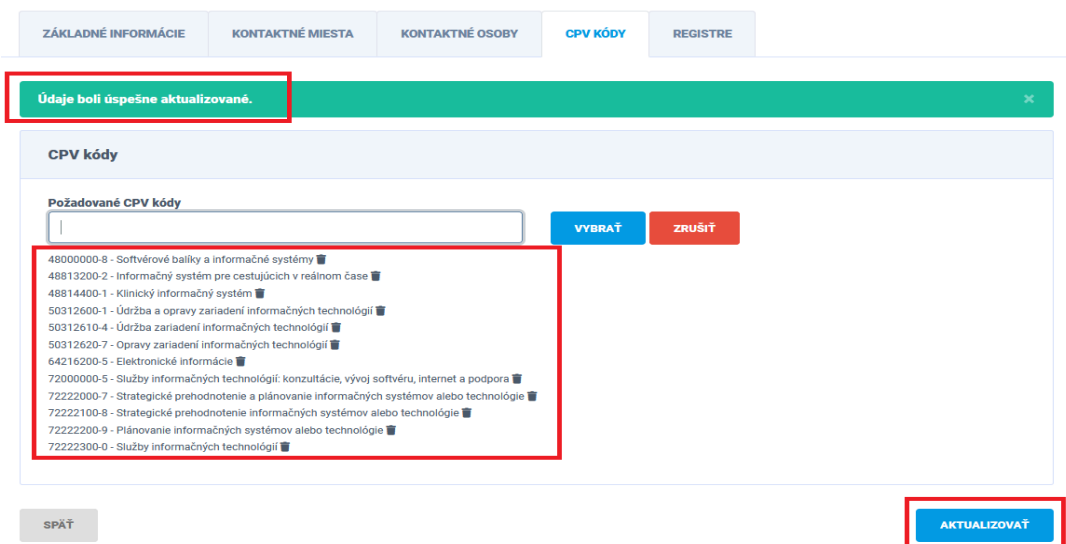 ZÁKLADNÉ INFORMÁCIE KONTAKTNÉ MIESTA KONTAKTNÉ OSOBY CPV KÓDY REGISTRE
Údaje boli úspešne aktualizované. ×
CPV kódy
Požadované CPV kódy
VYBRAŤ ZRUŠIŤ
48000000-8 - Softvérové balíky a informačné systémy
48813200-2 - Informačný systém pre cestujúcich v reálnom čase
48814400-1 - Klinický informačný systém
50312600-1 - Údržba a opravy zariadení informačných technológií
50312610-4 - Údržba zariadení informačných technológií
50312620-7 - Opravy zariadení informačných technológií
64216200-5 - Elektronické informácie
72000000-5 - Služby informačných technológií: konzultácie, vývoj softvéru, internet a podpora
72222000-7 - Strategické prehodnotenie a plánovanie informačných systémov alebo technológie
72222100-8 - Strategické prehodnotenie informačných systémov alebo technológie
72222200-9 - Plánovanie informačných systémov alebo technológie
72222300-0 - Služby informačných technológií
SPÄŤ AKTUALIZOVAŤ